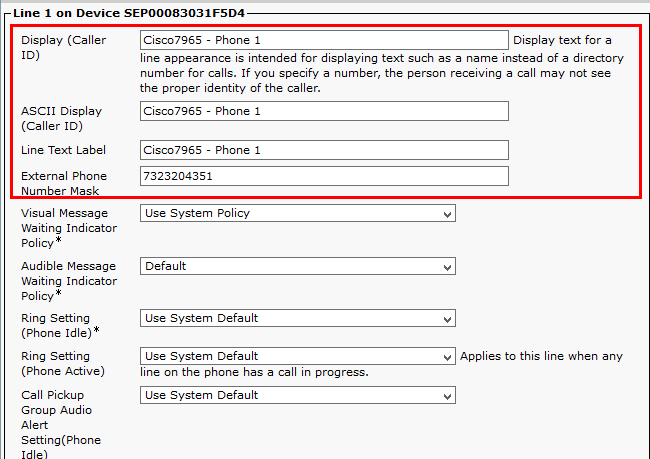 Line 1 on Device SEP00083031F5D4
Display (Caller ID)
Cisco7965 - Phone 1
Display text for a line appearance is intended for displaying text such as a name instead of a directory number for calls. If you specify a number, the person receiving a call may not see the proper identity of the caller.
ASCII Display (Caller ID)
Cisco7965 - Phone 1
Line Text Label
Cisco7965 - Phone 1
External Phone Number Mask
7323204351
Visual Message Waiting Indicator Policy*
Use System Policy
Audible Message Waiting Indicator Policy*
Default
Ring Setting (Phone Idle)*
Use System Default
Ring Setting (Phone Active)
Use System Default
Applies to this line when any line on the phone has a call in progress.
Call Pickup Group Audio Alert Setting(Phone Idle)
Use System Default